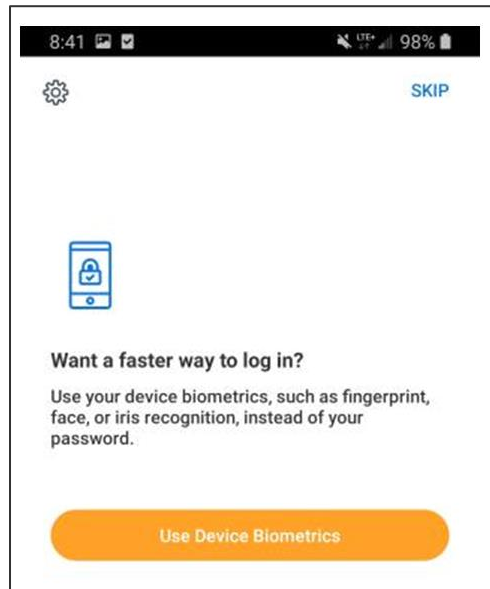 8:41
LTE+ 98%
SKIP
Want a faster way to log in?
Use your device biometrics, such as fingerprint,
face, or iris recognition, instead of your
password.
Use Device Biometrics